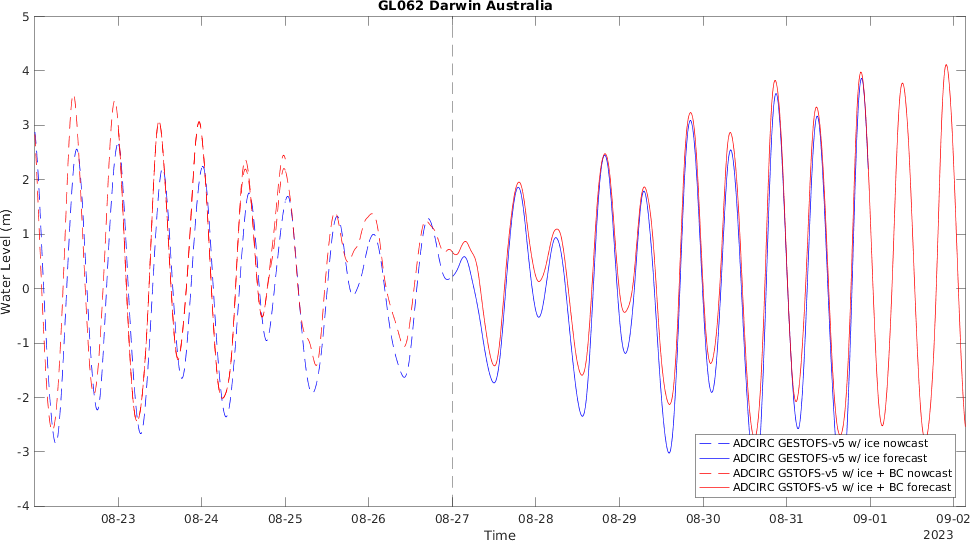 GL062 Darwin Australia
5
4
3
2
1
0
-1
-2
-3
-4
Water Level (m)
ADCIRC GESTOFS-v5 w/ ice nowcast
ADCIRC GESTOFS-v5 w/ ice forecast
ADCIRC GSTOFS-v5 w/ ice + BC nowcast
ADCIRC GSTOFS-v5 w/ ice + BC forecast
08-23 08-24 08-25 08-26 08-27 08-28 08-29 08-30 08-31 09-01 09-02
Time
2023